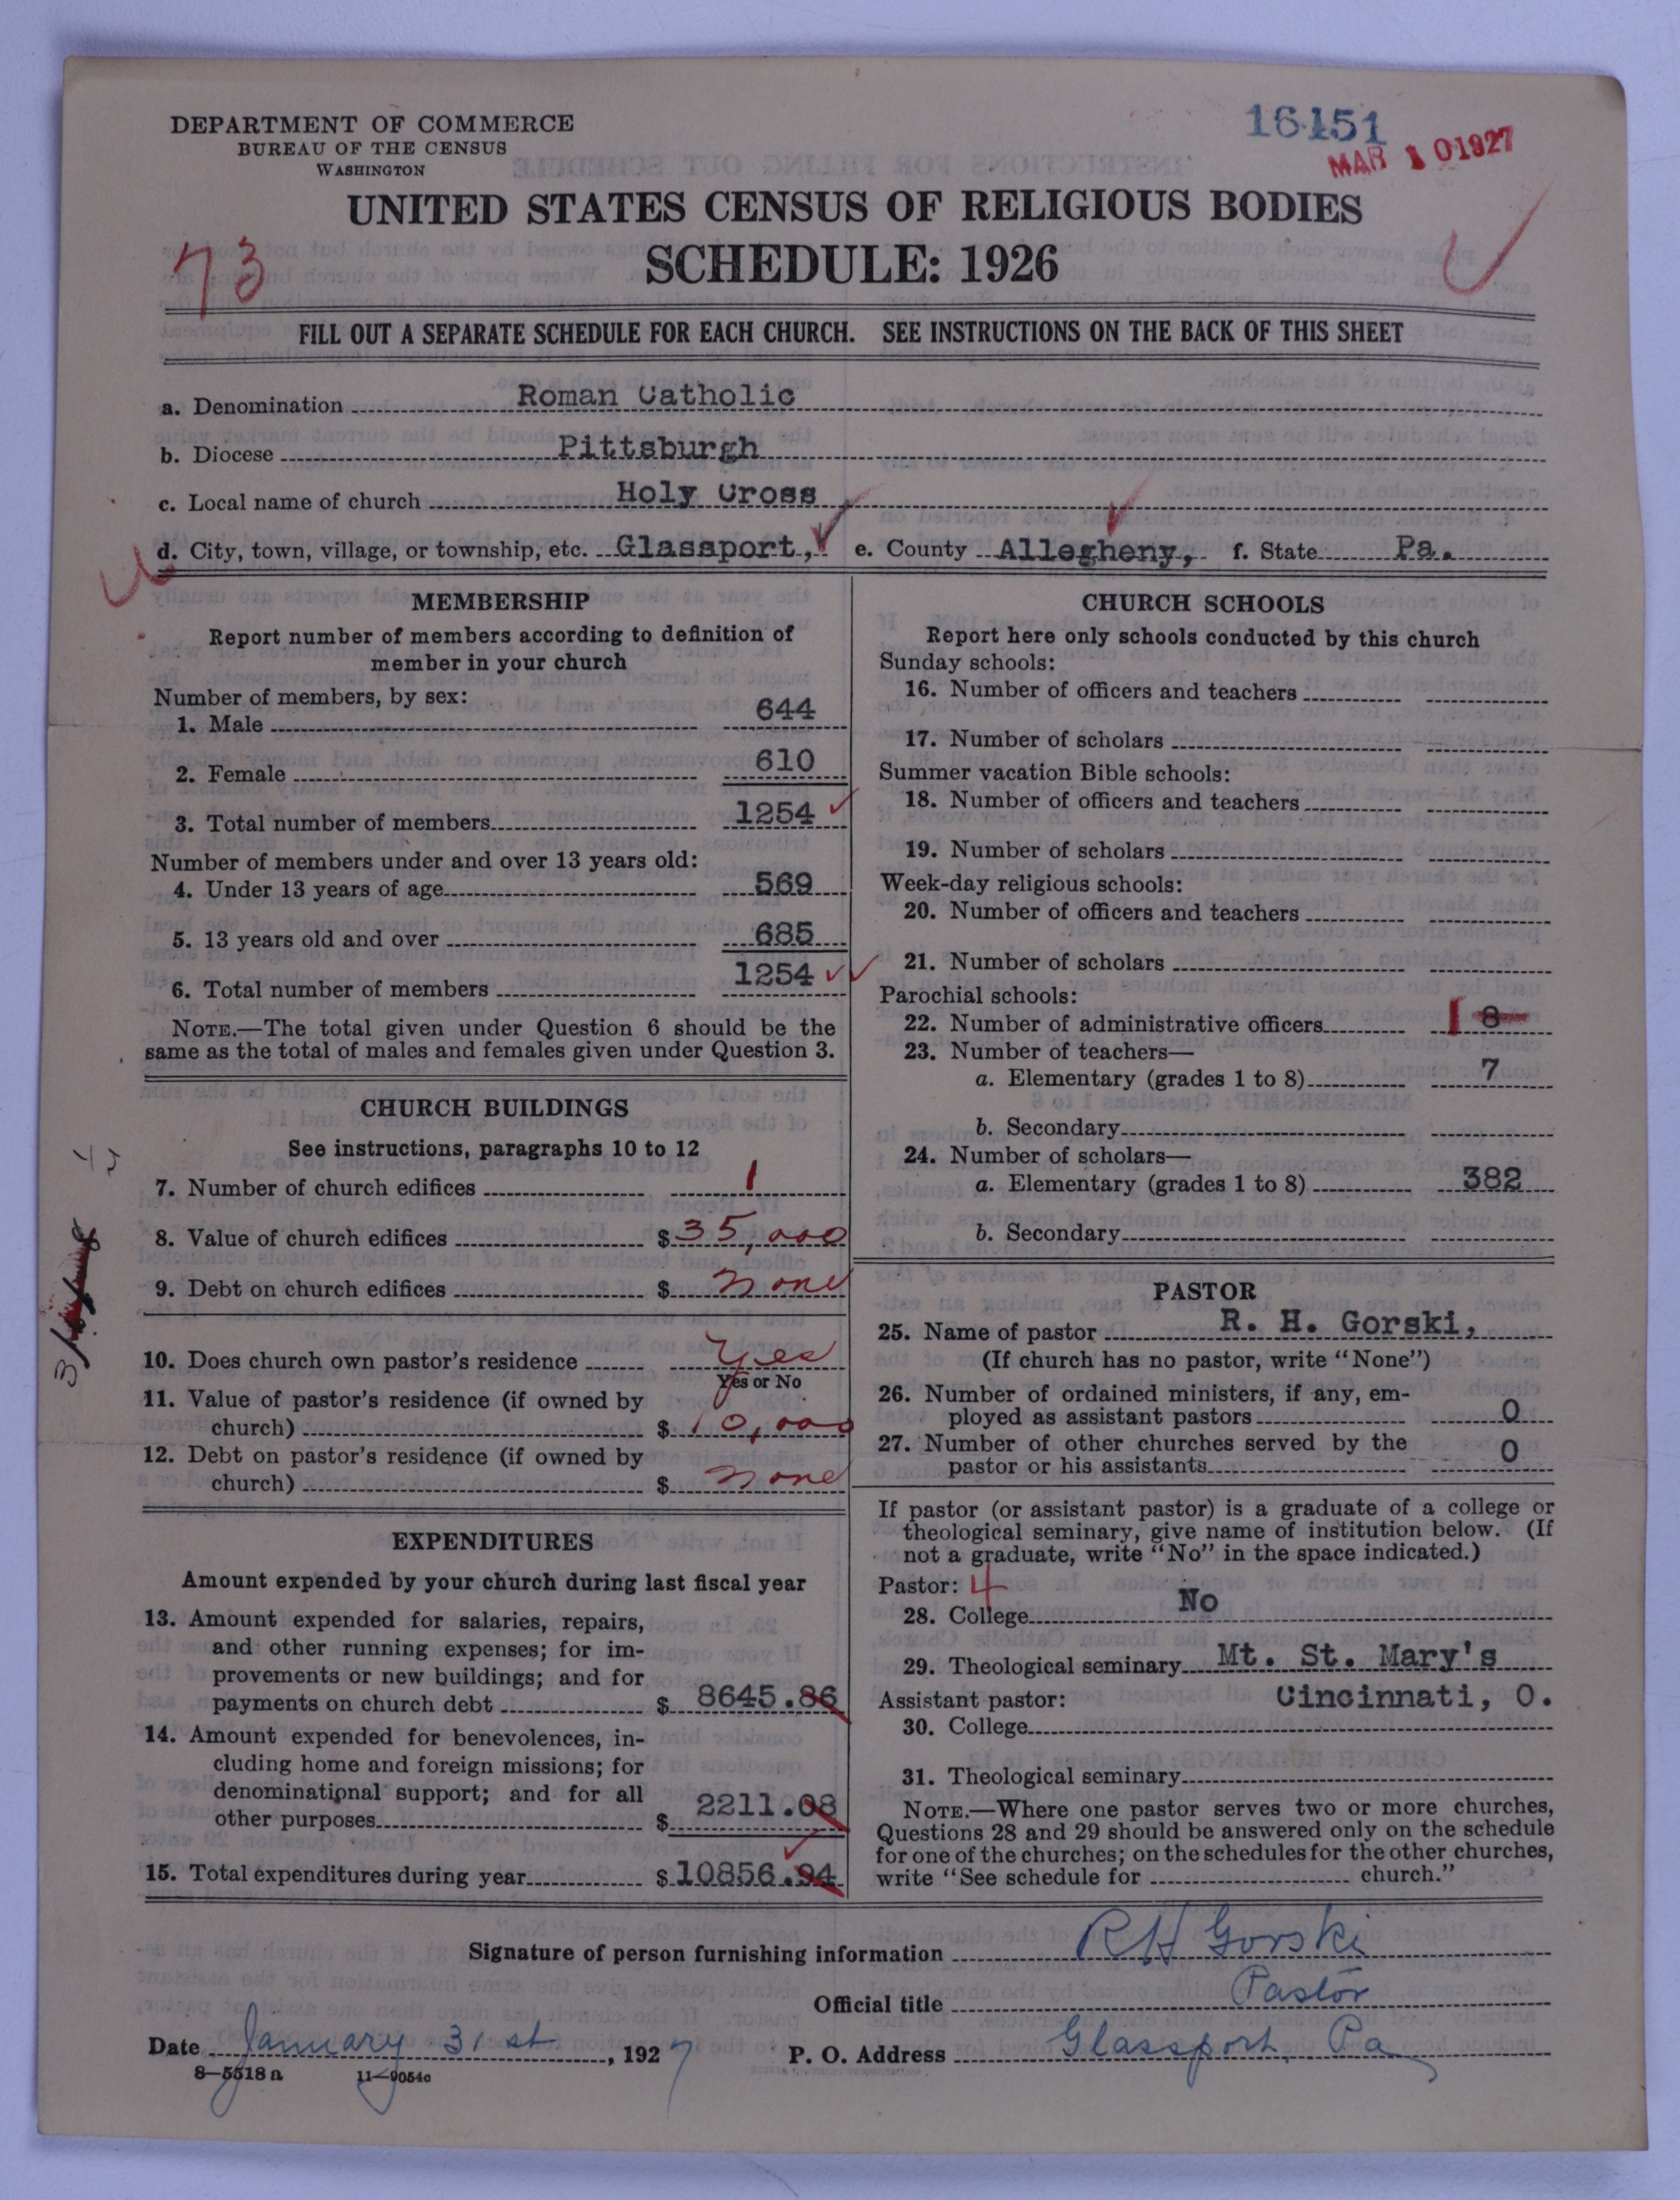 DEPARTMENT OF COMMERCE
BUREAU OF THE CENSUS
WASHINGTON
16151
MAR 10 1927
UNITED STATES CENSUS OF RELIGIOUS BODIES
SCHEDULE: 1926
73
FILL OUT A SEPARATE SCHEDULE FOR EACH CHURCH. SEE INSTRUCTIONS ON THE BACK OF THIS SHEET
a. Denomination Roman Catholic
b. Diocese Pittsburgh
c. Local name of church Holy Cross
d. City, town, village, or township, etc. Glassport, e. County Allegheny, f. State Pa.
MEMBERSHIP
Report number of members according to definition of
member in your church
Number of members, by sex:
1. Male 644
2. Female 610
3. Total number of members 1254
Number of members under and over 13 years old:
4. Under 13 years of age 569
5. 13 years old and over 685
6. Total number of members 1254
NOTE.—The total given under Question 6 should be the
same as the total of males and females given under Question 3.
CHURCH BUILDINGS
See instructions, paragraphs 10 to 12
7. Number of church edifices 1
8. Value of church edifices $35,000
9. Debt on church edifices $ none
10. Does church own pastor's residence Yes
Yes or No
11. Value of pastor's residence (if owned by
church) $ 10,000
12. Debt on pastor's residence (if owned by
church) $ none
EXPENDITURES
Amount expended by your church during last fiscal year
13. Amount expended for salaries, repairs,
and other running expenses; for im-
provements or new buildings; and for
payments on church debt $ 8645.86
14. Amount expended for benevolences, in-
cluding home and foreign missions; for
denominational support; and for all
other purposes $ 2211.08
15. Total expenditures during year $10856.94
CHURCH SCHOOLS
Report here only schools conducted by this church
Sunday schools:
16. Number of officers and teachers
17. Number of scholars
Summer vacation Bible schools:
18. Number of officers and teachers
19. Number of scholars
Week-day religious schools:
20. Number of officers and teachers
21. Number of scholars
Parochial schools:
22. Number of administrative officers 1 8
23. Number of teachers—
a. Elementary (grades 1 to 8) 7
b. Secondary
24. Number of scholars—
a. Elementary (grades 1 to 8) 382
b. Secondary
PASTOR
25. Name of pastor R. H. Gorski,
(If church has no pastor, write "None")
26. Number of ordained ministers, if any, em-
ployed as assistant pastors 0
27. Number of other churches served by the
pastor or his assistants 0
If pastor (or assistant pastor) is a graduate of a college or
theological seminary, give name of institution below. (If
not a graduate, write "No" in the space indicated.)
Pastor: 4
28. College No
29. Theological seminary Mt. St. Mary's
Assistant pastor: Cincinnati, O.
30. College
31. Theological seminary
NOTE.—Where one pastor serves two or more churches,
Questions 28 and 29 should be answered only on the schedule
for one of the churches; on the schedules for the other churches,
write "See schedule for church."
Signature of person furnishing information R H Gorski
Official title Pastor
Date January 31st, 1927 P. O. Address Glassport, Pa
8—5518 a 11—9054c